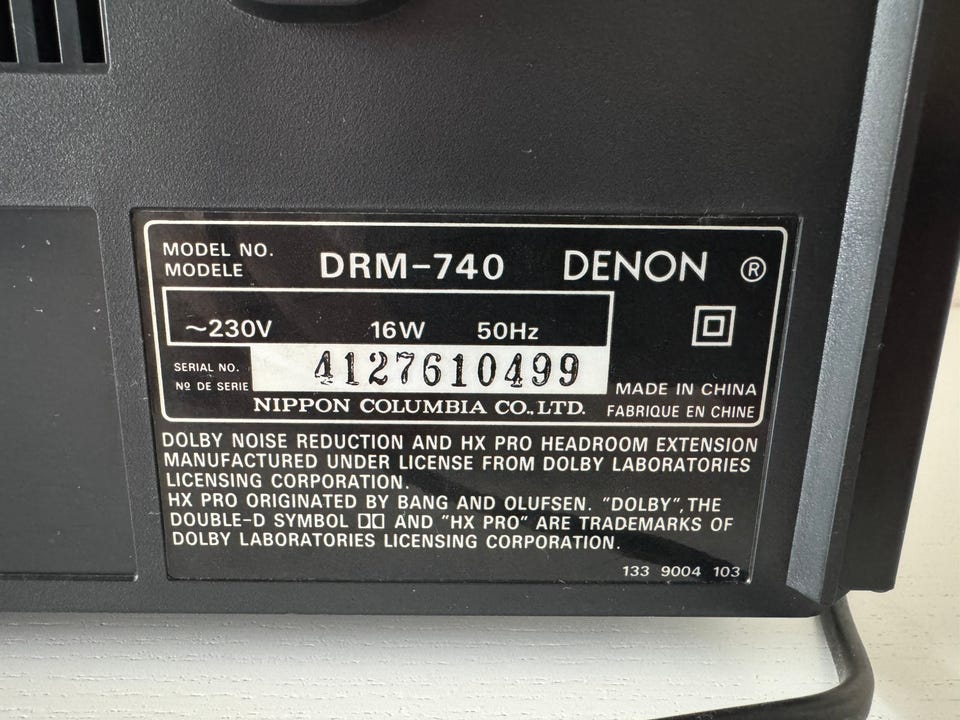 MODEL NO.
MODELE
DRM-740 DENON ®
~230V 16W 50Hz
SERIAL NO.
Nº DE SERIE
4127610499
MADE IN CHINA
NIPPON COLUMBIA CO.,LTD. FABRIQUE EN CHINE
DOLBY NOISE REDUCTION AND HX PRO HEADROOM EXTENSION
MANUFACTURED UNDER LICENSE FROM DOLBY LABORATORIES
LICENSING CORPORATION.
HX PRO ORIGINATED BY BANG AND OLUFSEN. "DOLBY", THE
DOUBLE-D SYMBOL AND "HX PRO" ARE TRADEMARKS OF
DOLBY LABORATORIES LICENSING CORPORATION.
133 9004 103